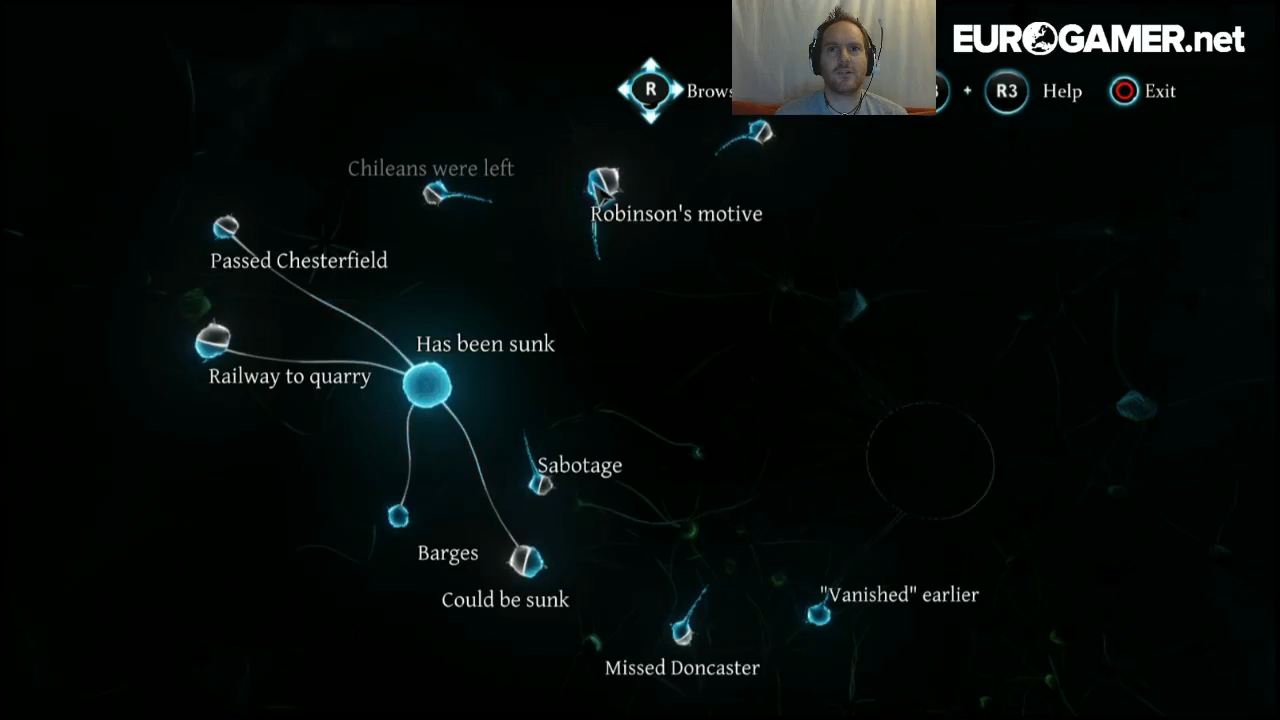 EUROGAMER.net
R
Brows
+
R3
Help
Exit
Chileans were left
Robinson's motive
Passed Chesterfield
Has been sunk
Railway to quarry
Sabotage
Barges
"Vanished" earlier
Could be sunk
Missed Doncaster